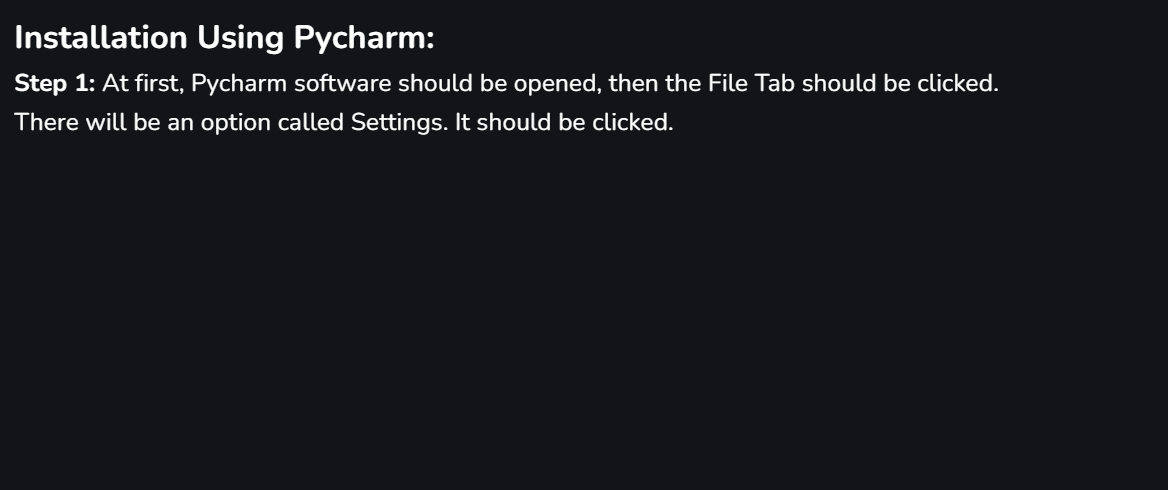 Installation Using Pycharm:
Step 1: At first, Pycharm software should be opened, then the File Tab should be clicked.
There will be an option called Settings. It should be clicked.